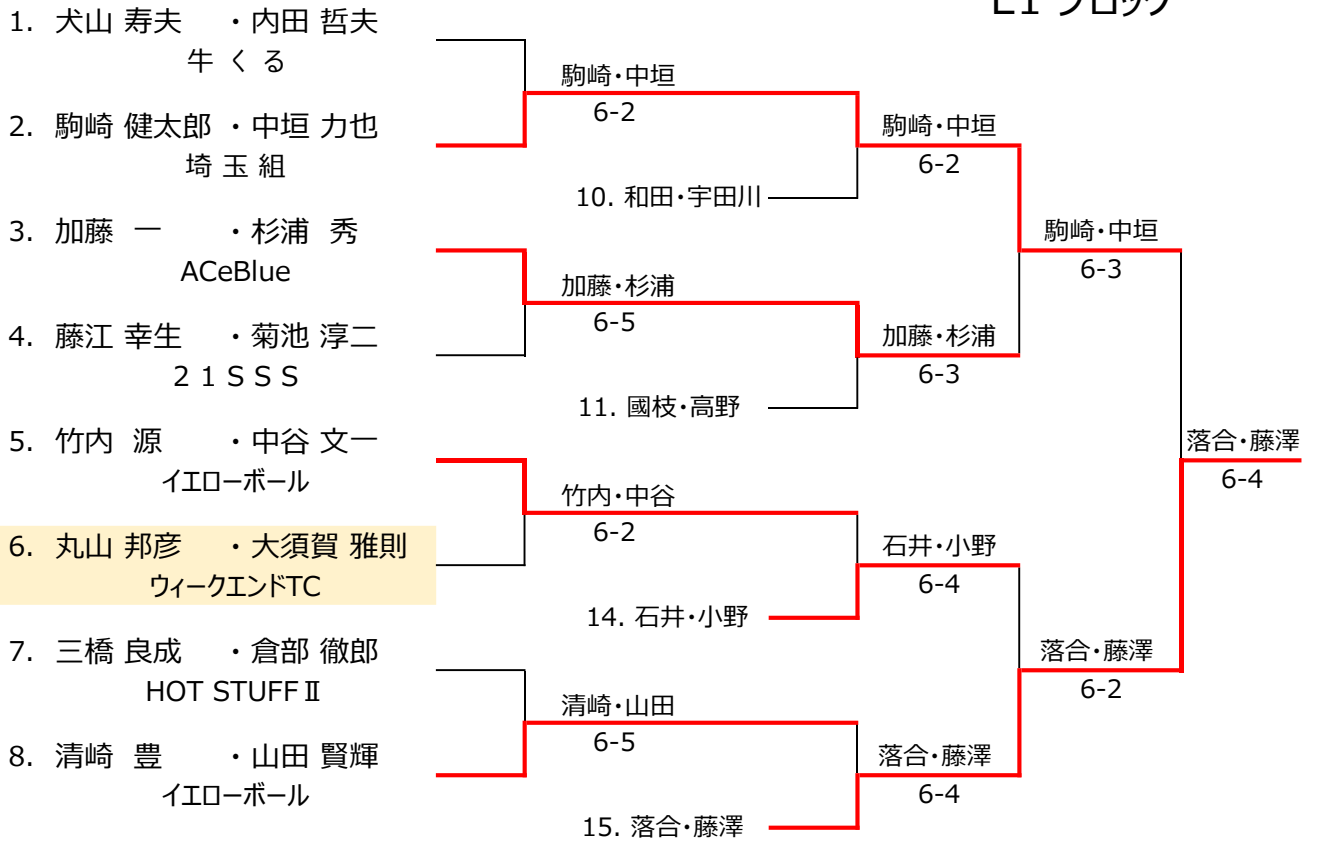 E1 ブロック
1. 犬山 寿夫 ・内田 哲夫
牛 く る
2. 駒崎 健太郎 ・中垣 力也
埼 玉 組
3. 加藤 一 ・杉浦 秀
ACeBlue
4. 藤江 幸生 ・菊池 淳二
２１ＳＳＳ
5. 竹内 源 ・中谷 文一
イエローボール
6. 丸山 邦彦 ・大須賀 雅則
ウィークエンドTC
7. 三橋 良成 ・倉部 徹郎
HOT STUFFⅡ
8. 清崎 豊 ・山田 賢輝
イエローボール
駒崎・中垣
6-2
10. 和田・宇田川
加藤・杉浦
6-5
11. 國枝・高野
竹内・中谷
6-2
14. 石井・小野
清崎・山田
6-5
15. 落合・藤澤
駒崎・中垣
6-2
加藤・杉浦
6-3
石井・小野
6-4
落合・藤澤
6-4
駒崎・中垣
6-3
落合・藤澤
6-2
落合・藤澤
6-4